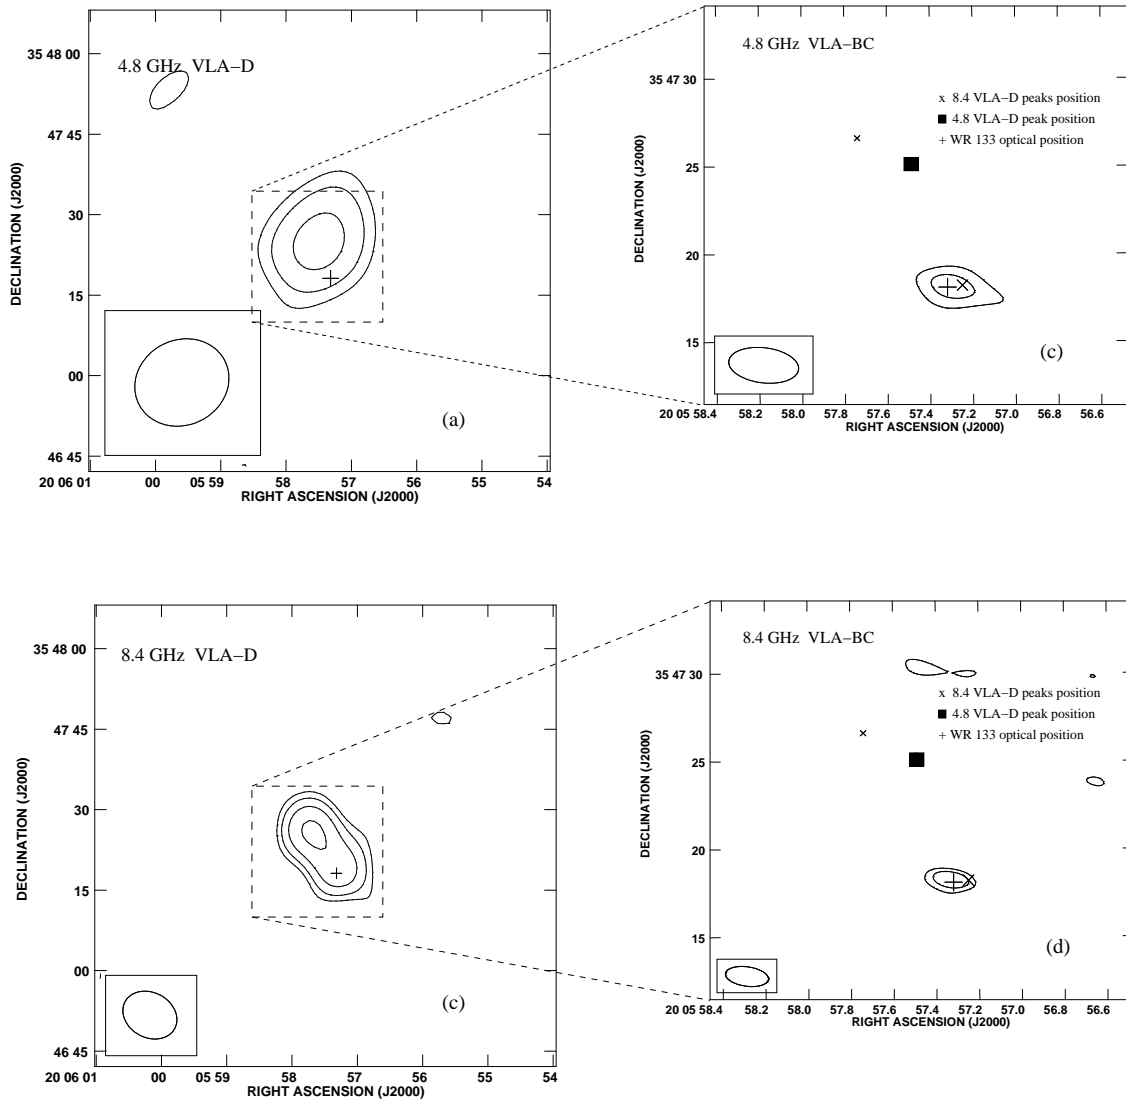 4.8 GHz VLA−D
35 48 00
47 45
30
15
00
46 45
DECLINATION (J2000)
(a)
20 06 01 00 05 59 58 57 56 55 54
RIGHT ASCENSION (J2000)
4.8 GHz VLA−BC
35 47 30
25
20
15
DECLINATION (J2000)
x 8.4 VLA−D peaks position
4.8 VLA−D peak position
+ WR 133 optical position
(c)
20 05 58.4 58.2 58.0 57.8 57.6 57.4 57.2 57.0 56.8 56.6
RIGHT ASCENSION (J2000)
8.4 GHz VLA−D
35 48 00
47 45
30
15
00
46 45
DECLINATION (J2000)
(c)
20 06 01 00 05 59 58 57 56 55 54
RIGHT ASCENSION (J2000)
8.4 GHz VLA−BC
35 47 30
25
20
15
DECLINATION (J2000)
x 8.4 VLA−D peaks position
4.8 VLA−D peak position
+ WR 133 optical position
(d)
20 05 58.4 58.2 58.0 57.8 57.6 57.4 57.2 57.0 56.8 56.6
RIGHT ASCENSION (J2000)